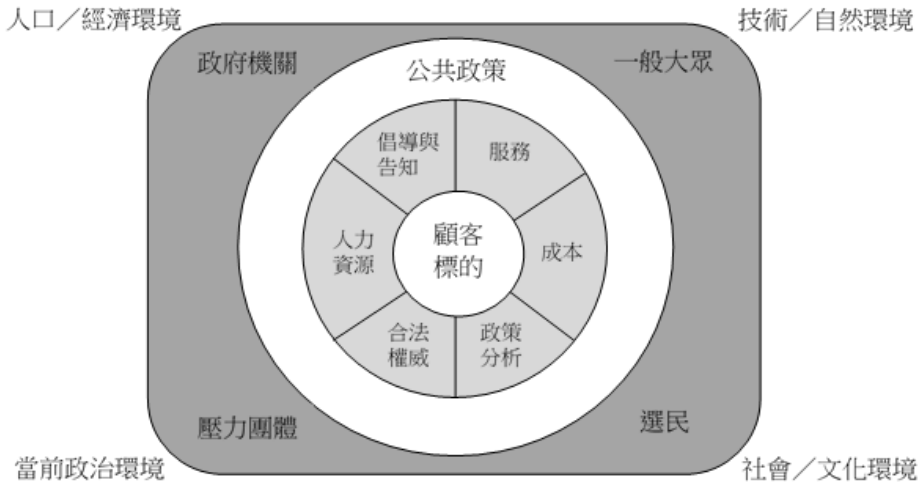 人口／經濟環境
技術／自然環境
政府機關
一般大眾
公共政策
倡導與
告知
服務
人力
資源
顧客
標的
成本
合法
權威
政策
分析
壓力團體
選民
當前政治環境
社會／文化環境